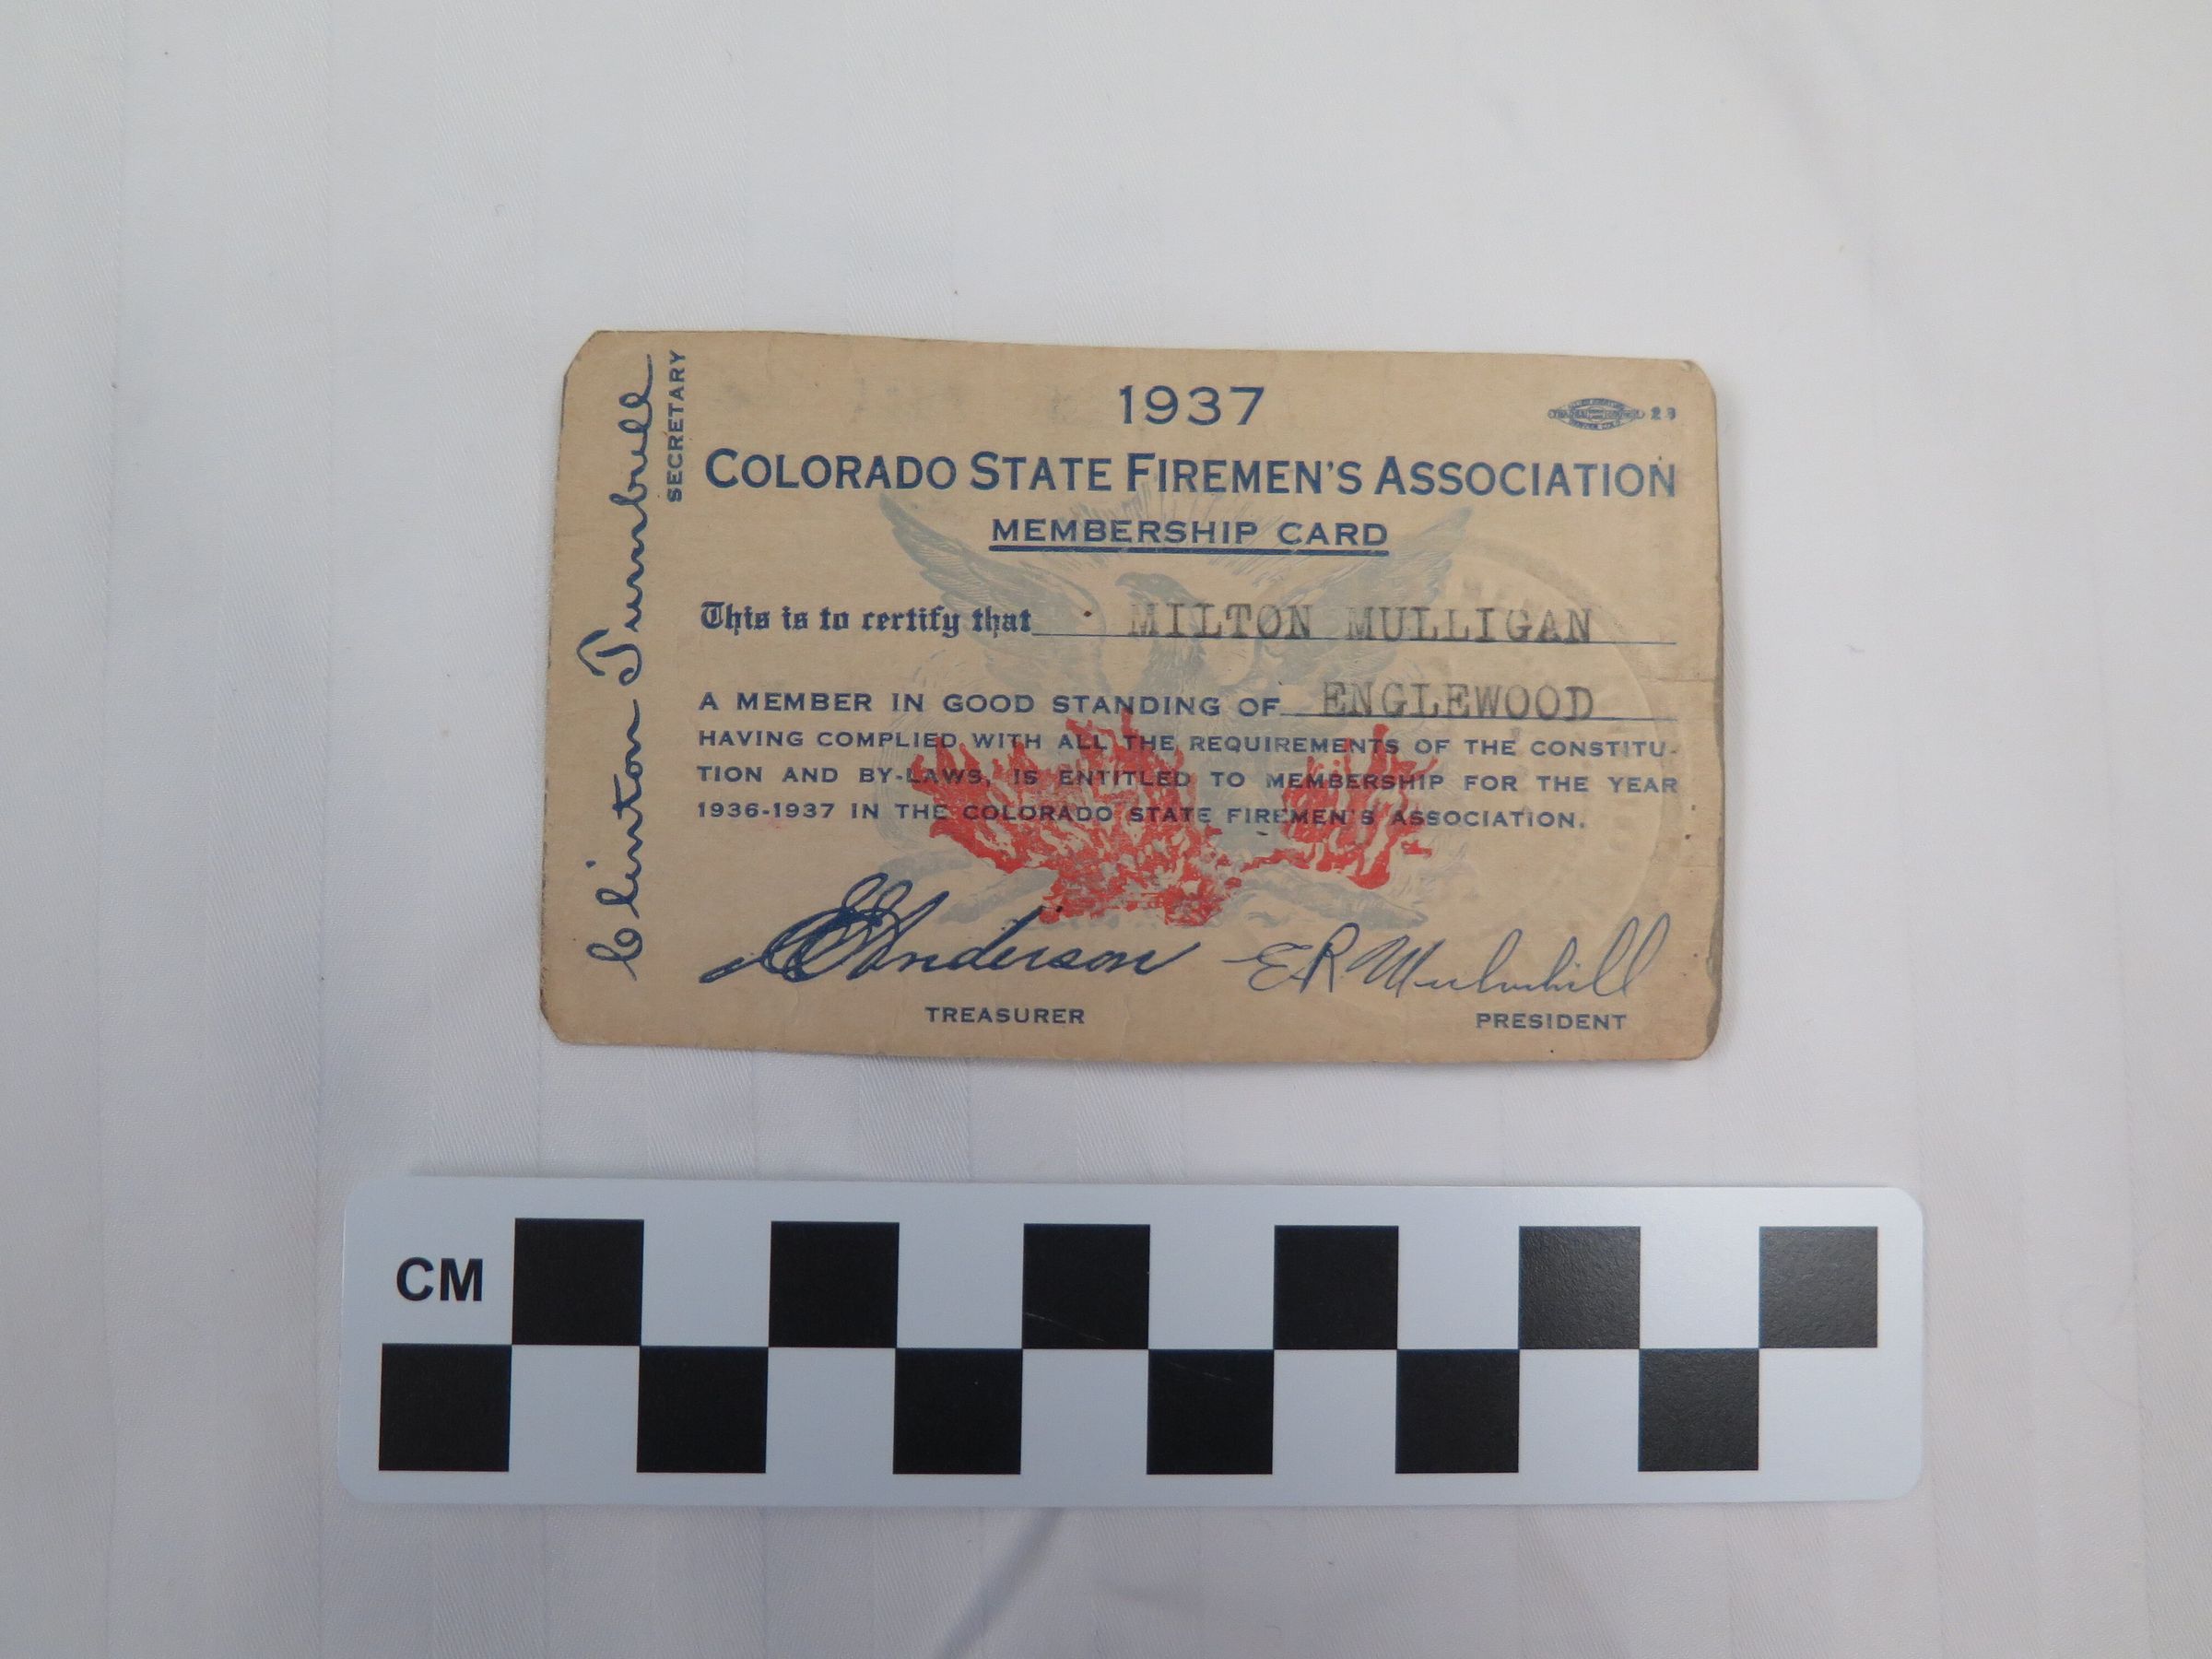 1937
29
COLORADO STATE FIREMEN'S ASSOCIATION
MEMBERSHIP CARD
This is to certify that MILTON MULLIGAN
A MEMBER IN GOOD STANDING OF ENGLEWOOD
HAVING COMPLIED WITH ALL THE REQUIREMENTS OF THE CONSTITU-
TION AND BY-LAWS, IS ENTITLED TO MEMBERSHIP FOR THE YEAR
1936-1937 IN THE COLORADO STATE FIREMEN'S ASSOCIATION.
Anderson
TREASURER
E.R.
PRESIDENT
Clinton Turnbull
SECRETARY
CM